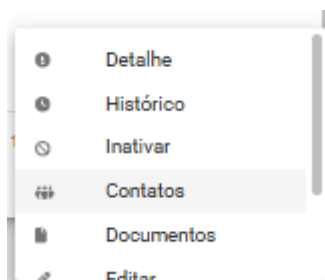 Detalhe
Histórico
Inativar
Contatos
Documentos
Editar